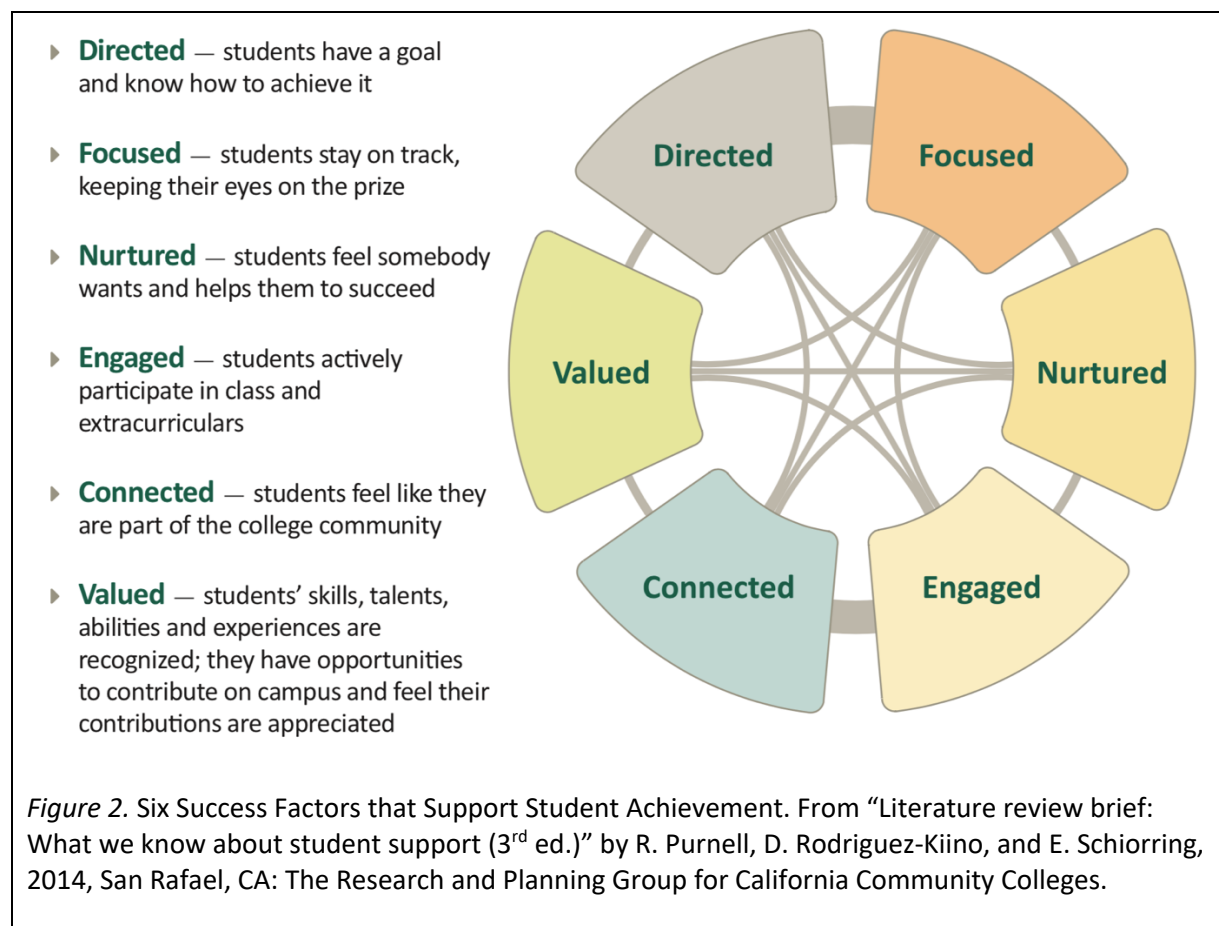 Directed — students have a goal
and know how to achieve it
Focused — students stay on track,
keeping their eyes on the prize
Nurtured — students feel somebody
wants and helps them to succeed
Engaged — students actively
participate in class and
extracurriculars
Connected — students feel like they
are part of the college community
Valued — students’ skills, talents,
abilities and experiences are
recognized; they have opportunities
to contribute on campus and feel their
contributions are appreciated
Directed
Focused
Valued
Nurtured
Connected
Engaged
Figure 2. Six Success Factors that Support Student Achievement. From “Literature review brief:
What we know about student support (3rd ed.)” by R. Purnell, D. Rodriguez-Kiino, and E. Schiorring,
2014, San Rafael, CA: The Research and Planning Group for California Community Colleges.